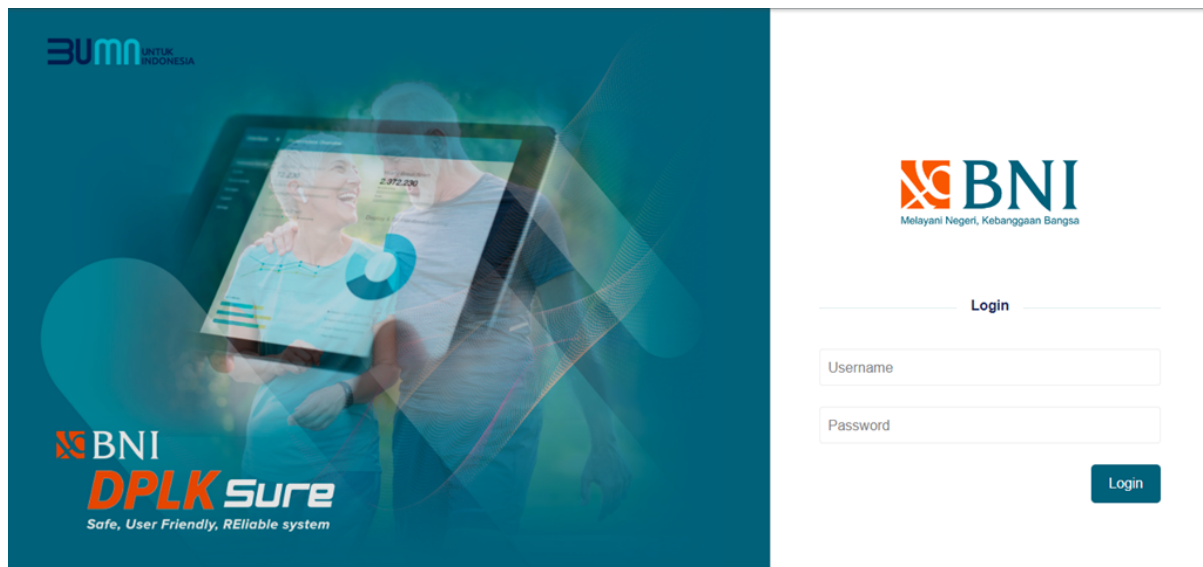 BUMN UNTUK
INDONESIA
2.372.230
BNI
DPLK Sure
Safe, User Friendly, REliable system
BNI
Melayani Negeri, Kebanggaan Bangsa
Login
Username
Password
Login